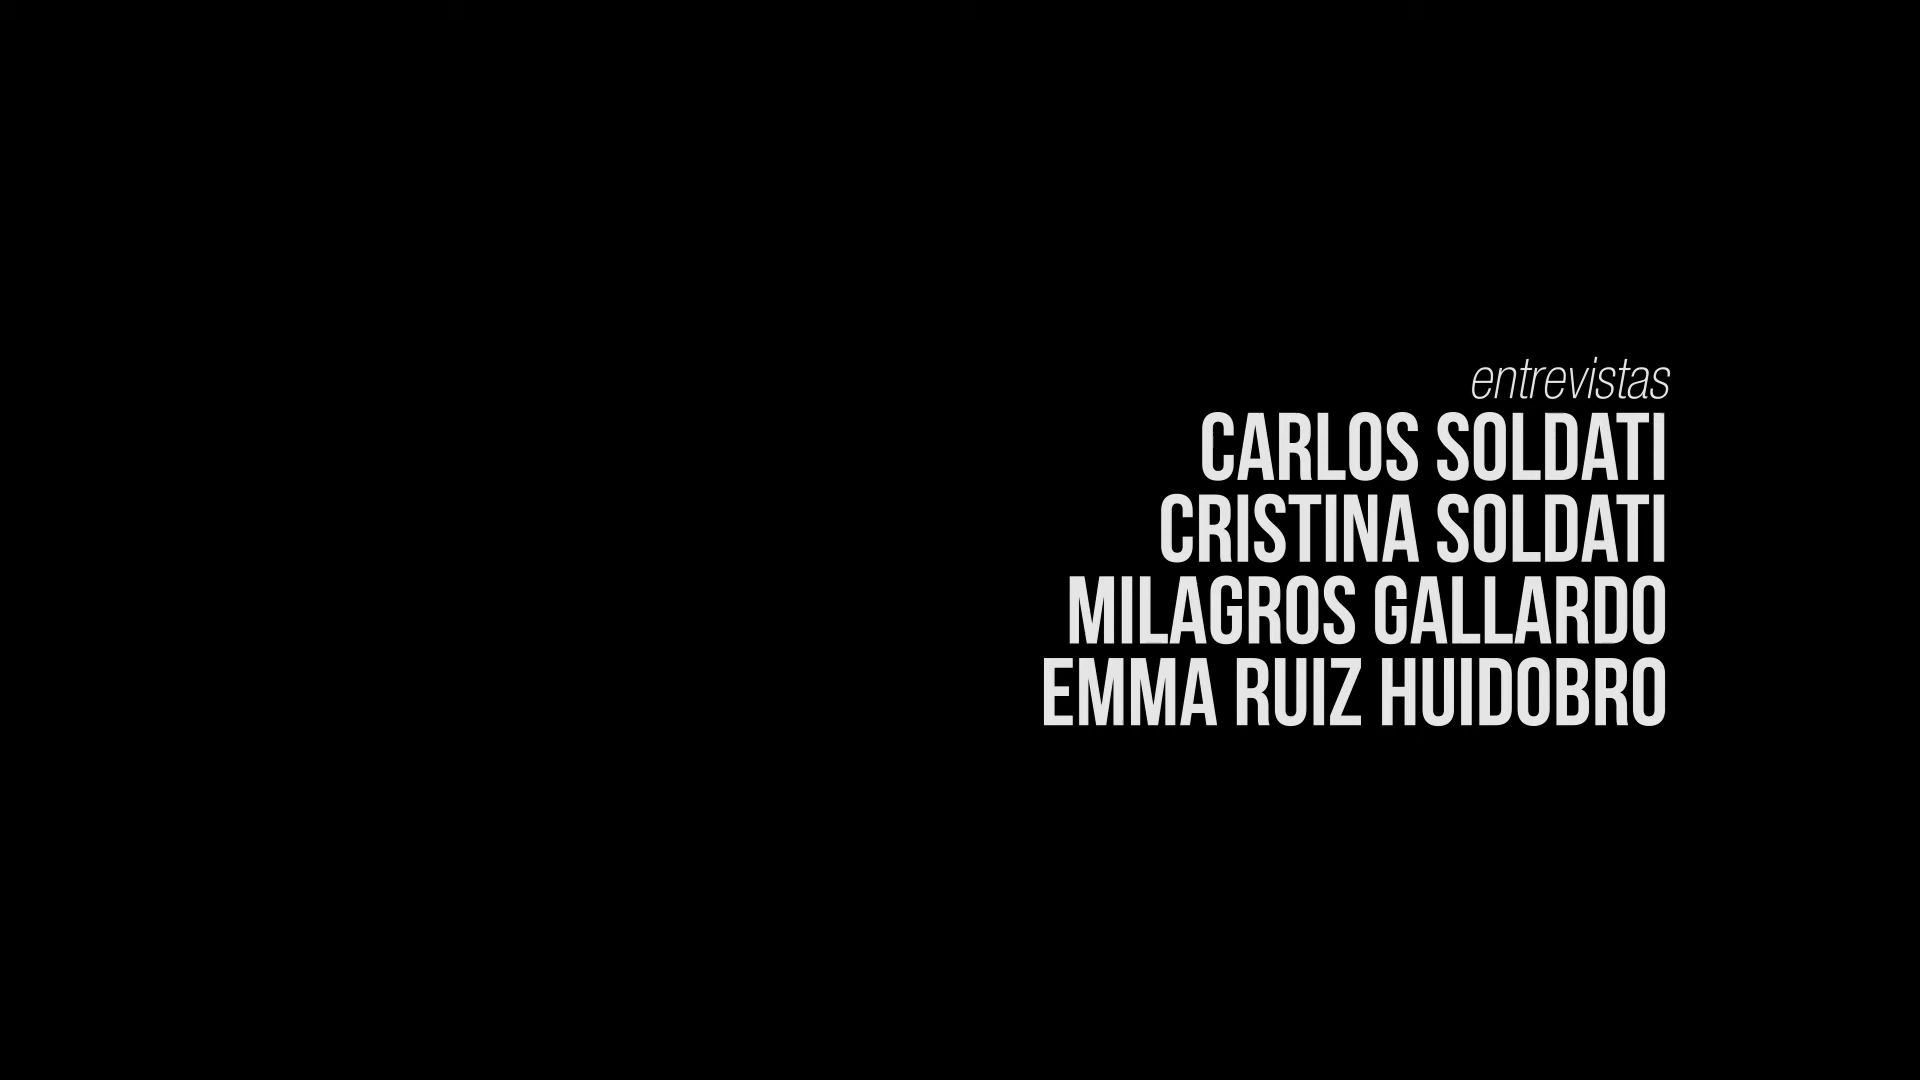 entrevistas
CARLOS SOLDATI
CRISTINA SOLDATI
MILAGROS GALLARDO
EMMA RUIZ HUIDOBRO